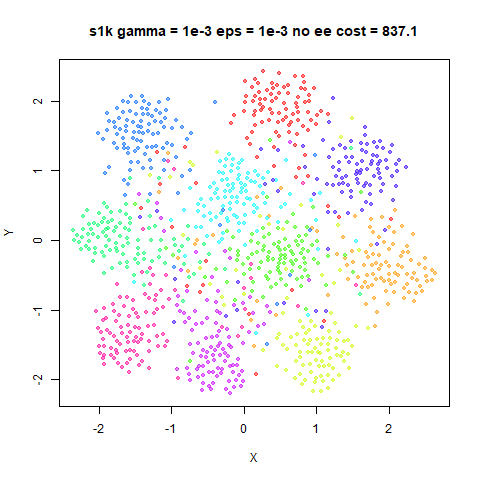 s1k gamma = 1e-3 eps = 1e-3 no ee cost = 837.1
Y
2
1
0
-1
-2
-2 -1 0 1 2
X